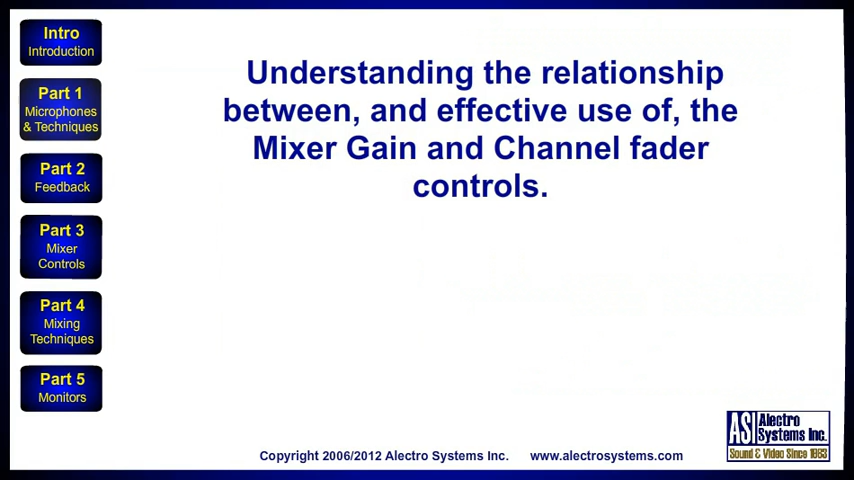 Intro
Introduction
Part 1
Microphones
& Techniques
Part 2
Feedback
Part 3
Mixer
Controls
Part 4
Mixing
Techniques
Part 5
Monitors
Understanding the relationship
between, and effective use of, the
Mixer Gain and Channel fader
controls.
ASI Alectro
Systems Inc.
Sound & Video Since 1983
Copyright 2006/2012 Alectro Systems Inc. www.alectrosystems.com